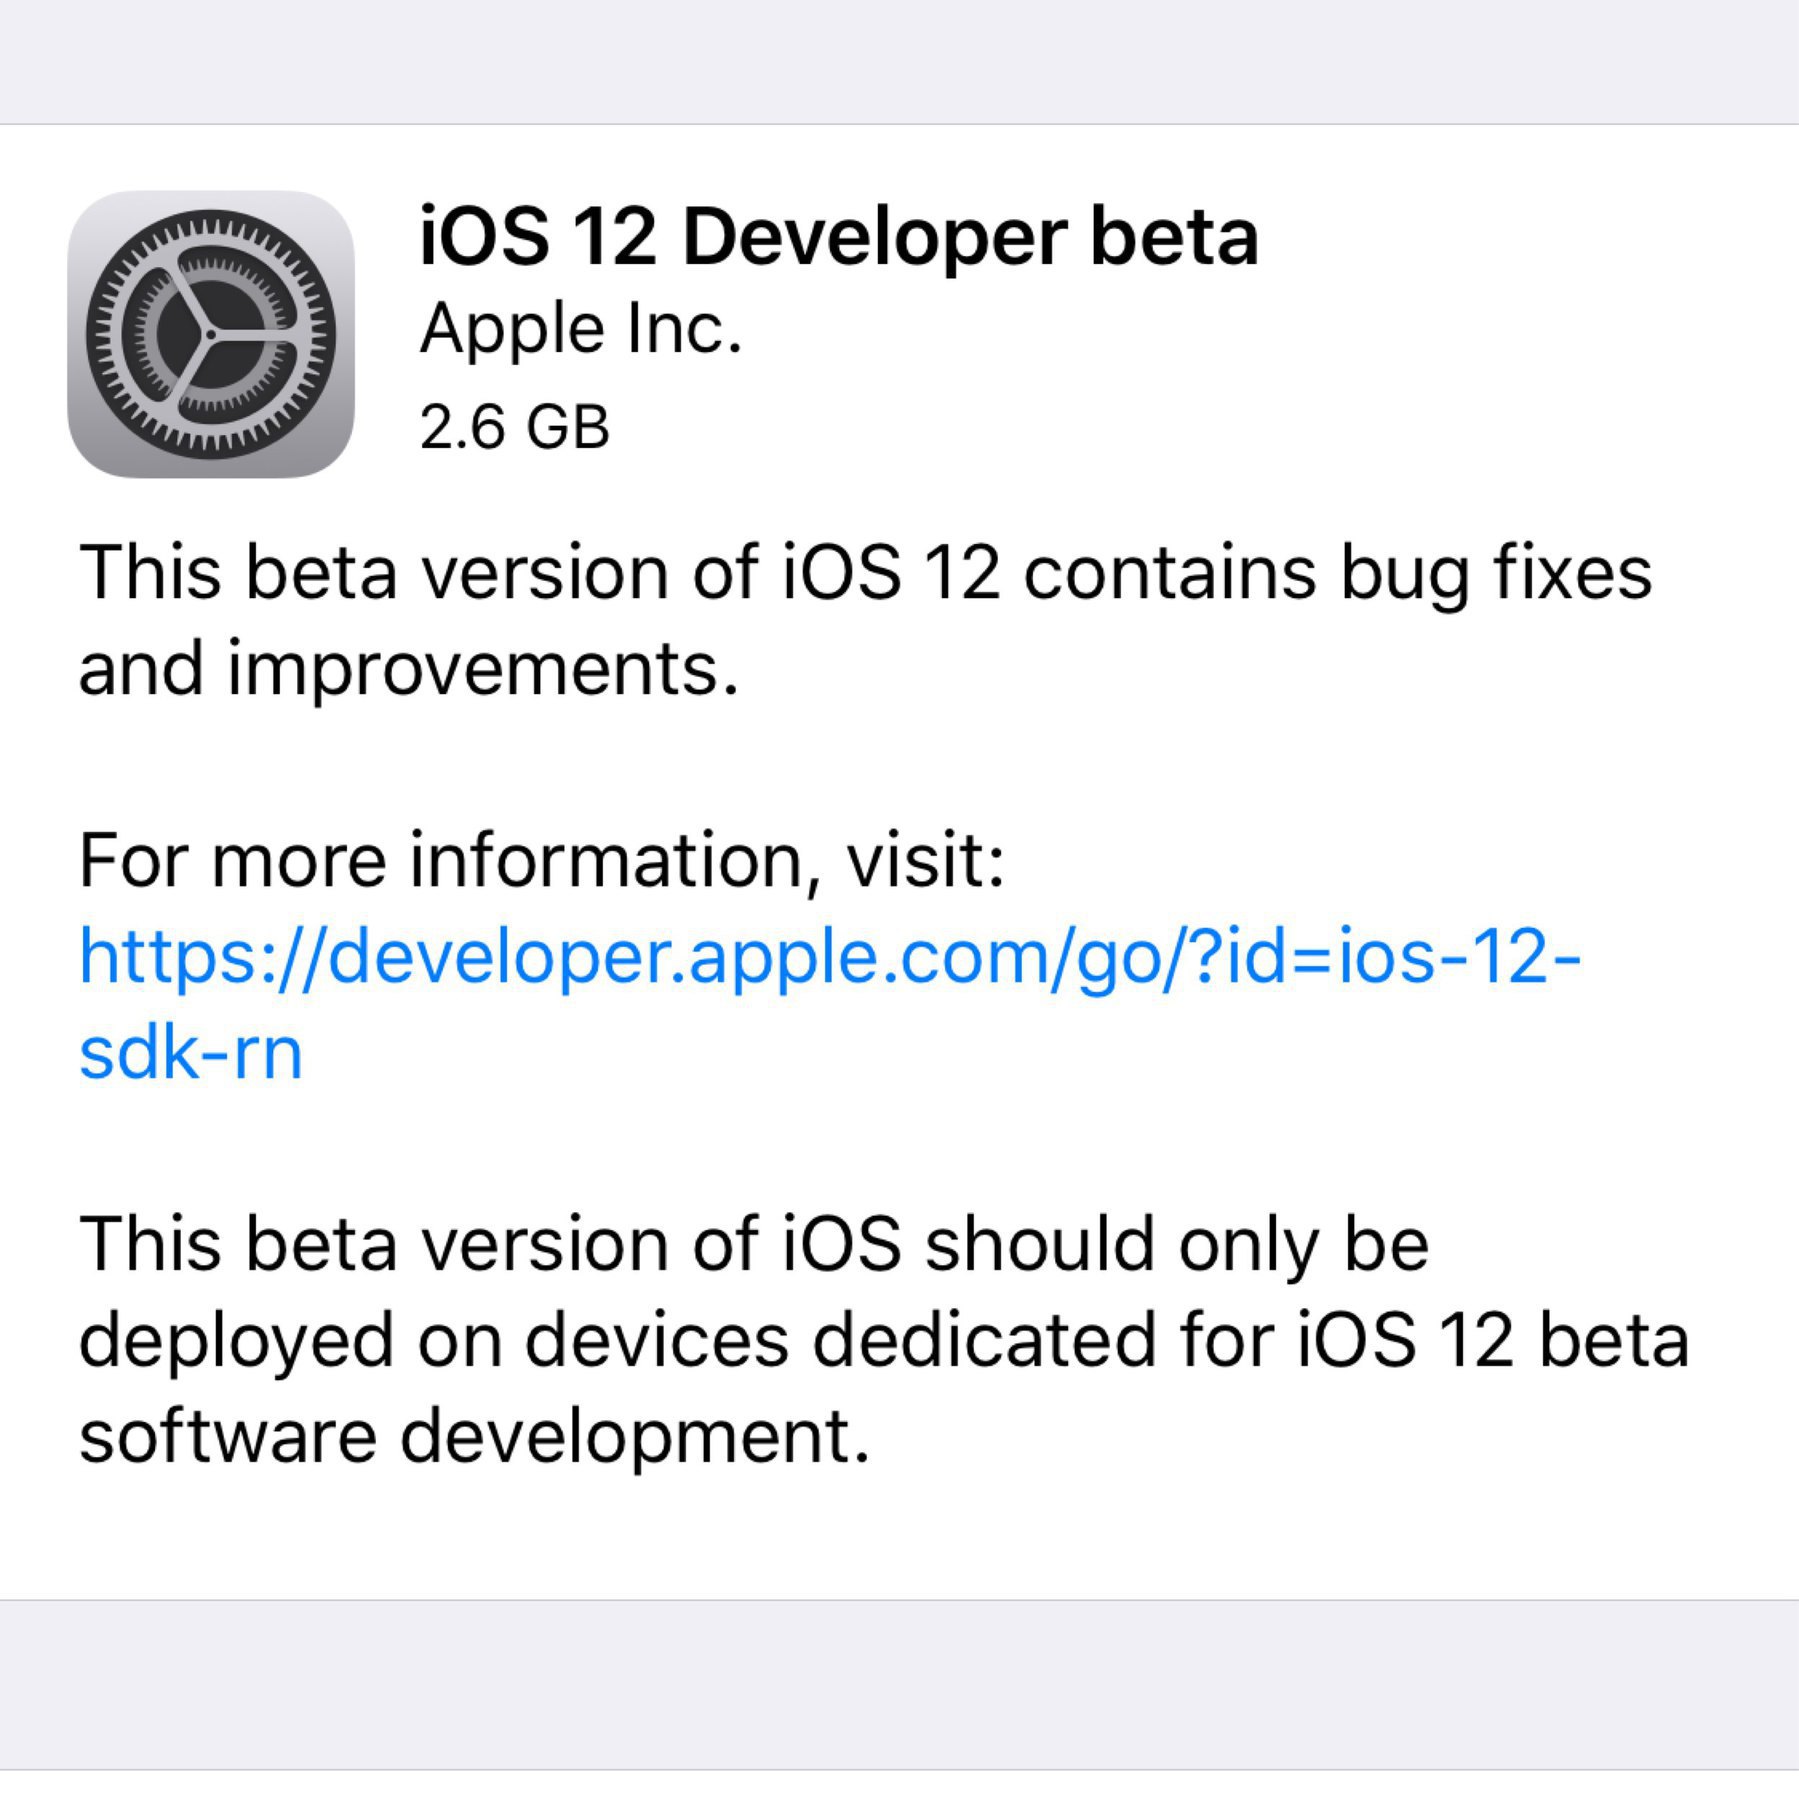 iOS 12 Developer beta
Apple Inc.
2.6 GB
This beta version of iOS 12 contains bug fixes
and improvements.
For more information, visit:
https://developer.apple.com/go/?id=ios-12-
sdk-rn
This beta version of iOS should only be
deployed on devices dedicated for iOS 12 beta
software development.